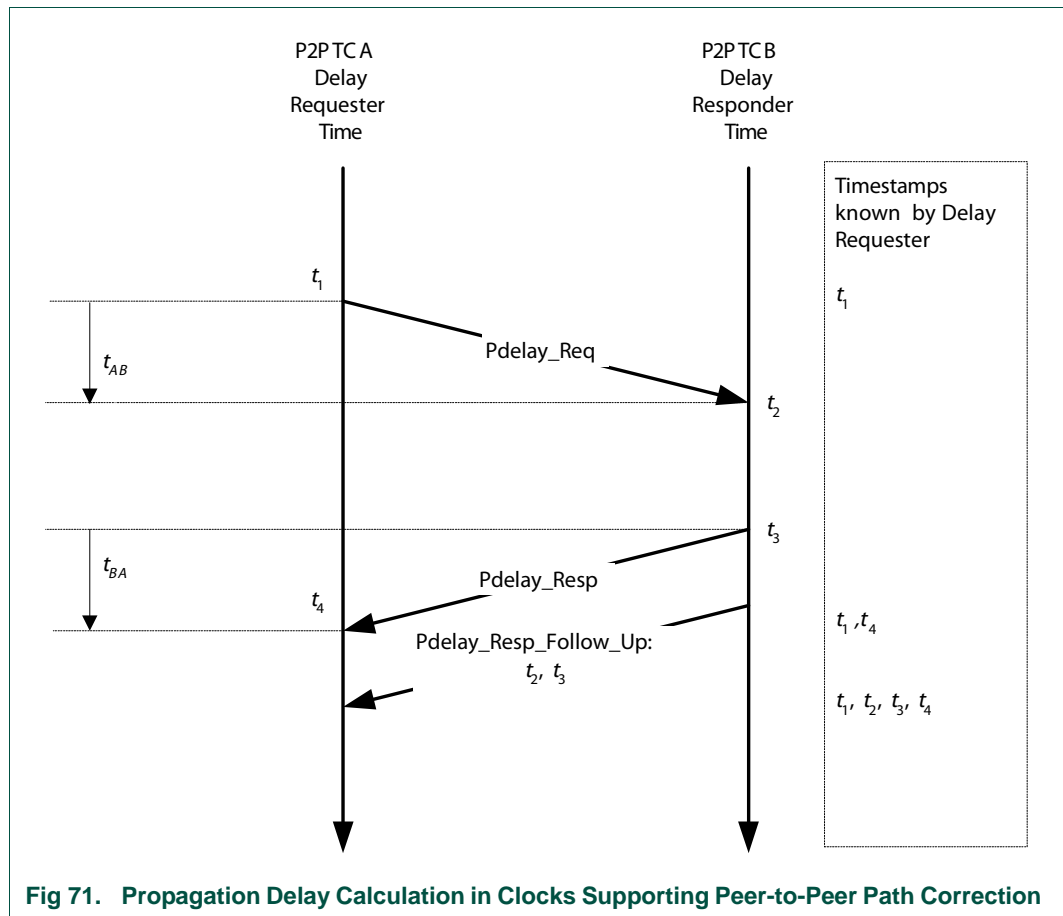 P2P TC A
Delay
Requester
Time
P2P TC B
Delay
Responder
Time
Timestamps
known by Delay
Requester
t1
t1
Pdelay_Req
tAB
t2
t3
tBA
Pdelay_Resp
t4
t1 ,t4
Pdelay_Resp_Follow_Up:
t2, t3
t1, t2, t3, t4
Fig 71. Propagation Delay Calculation in Clocks Supporting Peer-to-Peer Path Correction